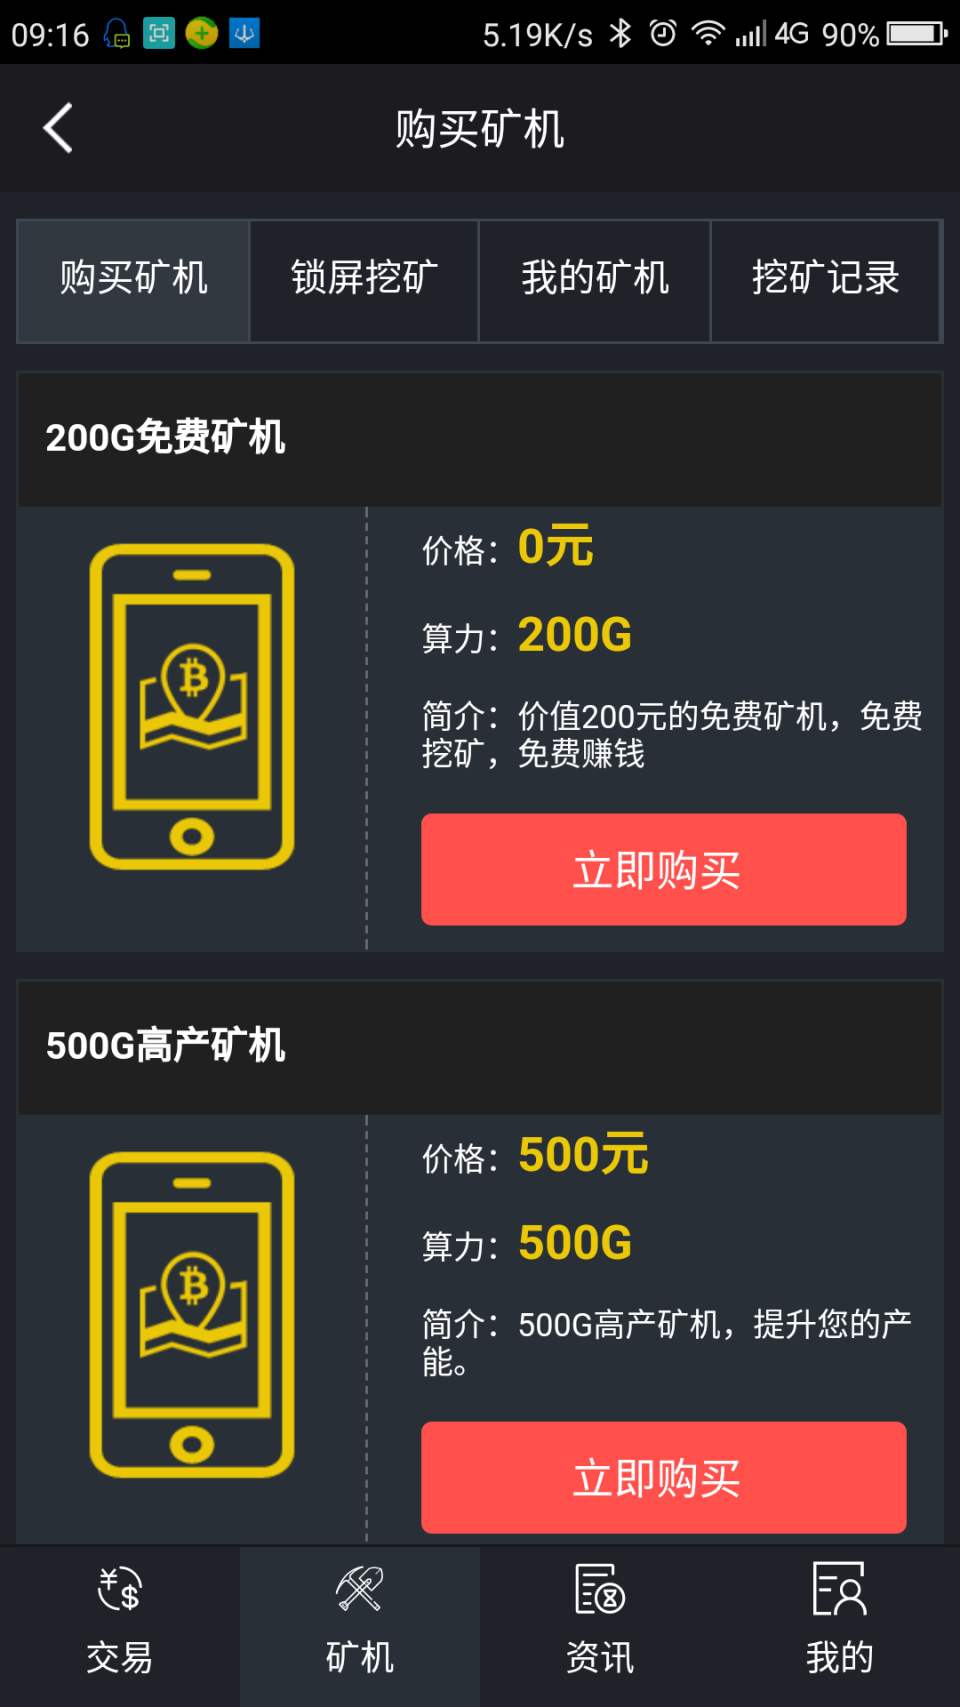 09:16 5.19K/s 4G 90%
购买矿机
购买矿机 锁屏挖矿 我的矿机 挖矿记录
200G免费矿机
价格：0元
算力：200G
简介：价值200元的免费矿机，免费
挖矿，免费赚钱
立即购买
500G高产矿机
价格：500元
算力：500G
简介：500G高产矿机，提升您的产
能。
立即购买
交易 矿机 资讯 我的